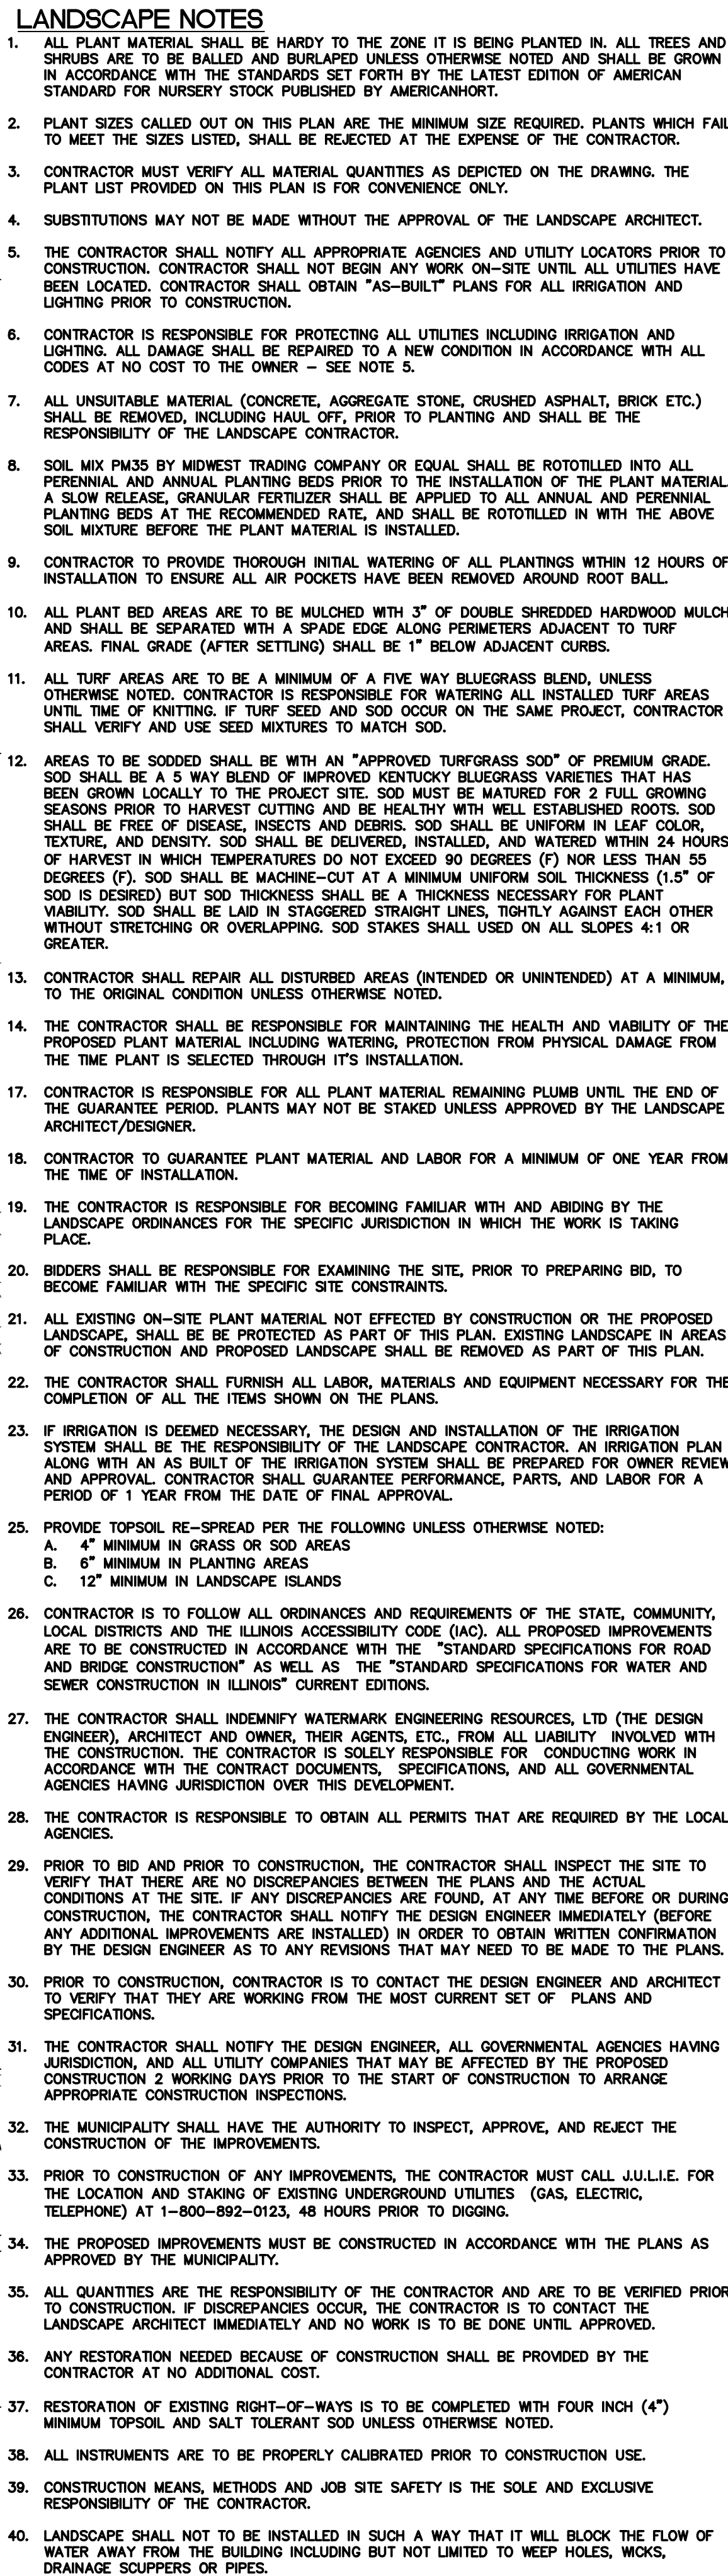 LANDSCAPE NOTES
1. ALL PLANT MATERIAL SHALL BE HARDY TO THE ZONE IT IS BEING PLANTED IN. ALL TREES AND
SHRUBS ARE TO BE BALLED AND BURLAPED UNLESS OTHERWISE NOTED AND SHALL BE GROWN
IN ACCORDANCE WITH THE STANDARDS SET FORTH BY THE LATEST EDITION OF AMERICAN
STANDARD FOR NURSERY STOCK PUBLISHED BY AMERICANHORT.
2. PLANT SIZES CALLED OUT ON THIS PLAN ARE THE MINIMUM SIZE REQUIRED. PLANTS WHICH FAIL
TO MEET THE SIZES LISTED, SHALL BE REJECTED AT THE EXPENSE OF THE CONTRACTOR.
3. CONTRACTOR MUST VERIFY ALL MATERIAL QUANTITIES AS DEPICTED ON THE DRAWING. THE
PLANT LIST PROVIDED ON THIS PLAN IS FOR CONVENIENCE ONLY.
4. SUBSTITUTIONS MAY NOT BE MADE WITHOUT THE APPROVAL OF THE LANDSCAPE ARCHITECT.
5. THE CONTRACTOR SHALL NOTIFY ALL APPROPRIATE AGENCIES AND UTILITY LOCATORS PRIOR TO
CONSTRUCTION. CONTRACTOR SHALL NOT BEGIN ANY WORK ON-SITE UNTIL ALL UTILITIES HAVE
BEEN LOCATED. CONTRACTOR SHALL OBTAIN "AS-BUILT" PLANS FOR ALL IRRIGATION AND
LIGHTING PRIOR TO CONSTRUCTION.
6. CONTRACTOR IS RESPONSIBLE FOR PROTECTING ALL UTILITIES INCLUDING IRRIGATION AND
LIGHTING. ALL DAMAGE SHALL BE REPAIRED TO A NEW CONDITION IN ACCORDANCE WITH ALL
CODES AT NO COST TO THE OWNER – SEE NOTE 5.
7. ALL UNSUITABLE MATERIAL (CONCRETE, AGGREGATE STONE, CRUSHED ASPHALT, BRICK ETC.)
SHALL BE REMOVED, INCLUDING HAUL OFF, PRIOR TO PLANTING AND SHALL BE THE
RESPONSIBILITY OF THE LANDSCAPE CONTRACTOR.
8. SOIL MIX PM35 BY MIDWEST TRADING COMPANY OR EQUAL SHALL BE ROTOTILLED INTO ALL
PERENNIAL AND ANNUAL PLANTING BEDS PRIOR TO THE INSTALLATION OF THE PLANT MATERIAL.
A SLOW RELEASE, GRANULAR FERTILIZER SHALL BE APPLIED TO ALL ANNUAL AND PERENNIAL
PLANTING BEDS AT THE RECOMMENDED RATE, AND SHALL BE ROTOTILLED IN WITH THE ABOVE
SOIL MIXTURE BEFORE THE PLANT MATERIAL IS INSTALLED.
9. CONTRACTOR TO PROVIDE THOROUGH INITIAL WATERING OF ALL PLANTINGS WITHIN 12 HOURS OF
INSTALLATION TO ENSURE ALL AIR POCKETS HAVE BEEN REMOVED AROUND ROOT BALL.
10. ALL PLANT BED AREAS ARE TO BE MULCHED WITH 3" OF DOUBLE SHREDDED HARDWOOD MULCH
AND SHALL BE SEPARATED WITH A SPADE EDGE ALONG PERIMETERS ADJACENT TO TURF
AREAS. FINAL GRADE (AFTER SETTLING) SHALL BE 1" BELOW ADJACENT CURBS.
11. ALL TURF AREAS ARE TO BE A MINIMUM OF A FIVE WAY BLUEGRASS BLEND, UNLESS
OTHERWISE NOTED. CONTRACTOR IS RESPONSIBLE FOR WATERING ALL INSTALLED TURF AREAS
UNTIL TIME OF KNITTING. IF TURF SEED AND SOD OCCUR ON THE SAME PROJECT, CONTRACTOR
SHALL VERIFY AND USE SEED MIXTURES TO MATCH SOD.
12. AREAS TO BE SODDED SHALL BE WITH AN "APPROVED TURFGRASS SOD" OF PREMIUM GRADE.
SOD SHALL BE A 5 WAY BLEND OF IMPROVED KENTUCKY BLUEGRASS VARIETIES THAT HAS
BEEN GROWN LOCALLY TO THE PROJECT SITE. SOD MUST BE MATURED FOR 2 FULL GROWING
SEASONS PRIOR TO HARVEST CUTTING AND BE HEALTHY WITH WELL ESTABLISHED ROOTS. SOD
SHALL BE FREE OF DISEASE, INSECTS AND DEBRIS. SOD SHALL BE UNIFORM IN LEAF COLOR,
TEXTURE, AND DENSITY. SOD SHALL BE DELIVERED, INSTALLED, AND WATERED WITHIN 24 HOURS
OF HARVEST IN WHICH TEMPERATURES DO NOT EXCEED 90 DEGREES (F) NOR LESS THAN 55
DEGREES (F). SOD SHALL BE MACHINE-CUT AT A MINIMUM UNIFORM SOIL THICKNESS (1.5" OF
SOD IS DESIRED) BUT SOD THICKNESS SHALL BE A THICKNESS NECESSARY FOR PLANT
VIABILITY. SOD SHALL BE LAID IN STAGGERED STRAIGHT LINES, TIGHTLY AGAINST EACH OTHER
WITHOUT STRETCHING OR OVERLAPPING. SOD STAKES SHALL USED ON ALL SLOPES 4:1 OR
GREATER.
13. CONTRACTOR SHALL REPAIR ALL DISTURBED AREAS (INTENDED OR UNINTENDED) AT A MINIMUM,
TO THE ORIGINAL CONDITION UNLESS OTHERWISE NOTED.
14. THE CONTRACTOR SHALL BE RESPONSIBLE FOR MAINTAINING THE HEALTH AND VIABILITY OF THE
PROPOSED PLANT MATERIAL INCLUDING WATERING, PROTECTION FROM PHYSICAL DAMAGE FROM
THE TIME PLANT IS SELECTED THROUGH IT'S INSTALLATION.
17. CONTRACTOR IS RESPONSIBLE FOR ALL PLANT MATERIAL REMAINING PLUMB UNTIL THE END OF
THE GUARANTEE PERIOD. PLANTS MAY NOT BE STAKED UNLESS APPROVED BY THE LANDSCAPE
ARCHITECT/DESIGNER.
18. CONTRACTOR TO GUARANTEE PLANT MATERIAL AND LABOR FOR A MINIMUM OF ONE YEAR FROM
THE TIME OF INSTALLATION.
19. THE CONTRACTOR IS RESPONSIBLE FOR BECOMING FAMILIAR WITH AND ABIDING BY THE
LANDSCAPE ORDINANCES FOR THE SPECIFIC JURISDICTION IN WHICH THE WORK IS TAKING
PLACE.
20. BIDDERS SHALL BE RESPONSIBLE FOR EXAMINING THE SITE, PRIOR TO PREPARING BID, TO
BECOME FAMILIAR WITH THE SPECIFIC SITE CONSTRAINTS.
21. ALL EXISTING ON-SITE PLANT MATERIAL NOT EFFECTED BY CONSTRUCTION OR THE PROPOSED
LANDSCAPE, SHALL BE BE PROTECTED AS PART OF THIS PLAN. EXISTING LANDSCAPE IN AREAS
OF CONSTRUCTION AND PROPOSED LANDSCAPE SHALL BE REMOVED AS PART OF THIS PLAN.
22. THE CONTRACTOR SHALL FURNISH ALL LABOR, MATERIALS AND EQUIPMENT NECESSARY FOR THE
COMPLETION OF ALL THE ITEMS SHOWN ON THE PLANS.
23. IF IRRIGATION IS DEEMED NECESSARY, THE DESIGN AND INSTALLATION OF THE IRRIGATION
SYSTEM SHALL BE THE RESPONSIBILITY OF THE LANDSCAPE CONTRACTOR. AN IRRIGATION PLAN
ALONG WITH AN AS BUILT OF THE IRRIGATION SYSTEM SHALL BE PREPARED FOR OWNER REVIEW
AND APPROVAL. CONTRACTOR SHALL GUARANTEE PERFORMANCE, PARTS, AND LABOR FOR A
PERIOD OF 1 YEAR FROM THE DATE OF FINAL APPROVAL.
25. PROVIDE TOPSOIL RE-SPREAD PER THE FOLLOWING UNLESS OTHERWISE NOTED:
A. 4" MINIMUM IN GRASS OR SOD AREAS
B. 6" MINIMUM IN PLANTING AREAS
C. 12" MINIMUM IN LANDSCAPE ISLANDS
26. CONTRACTOR IS TO FOLLOW ALL ORDINANCES AND REQUIREMENTS OF THE STATE, COMMUNITY,
LOCAL DISTRICTS AND THE ILLINOIS ACCESSIBILITY CODE (IAC). ALL PROPOSED IMPROVEMENTS
ARE TO BE CONSTRUCTED IN ACCORDANCE WITH THE "STANDARD SPECIFICATIONS FOR ROAD
AND BRIDGE CONSTRUCTION" AS WELL AS THE "STANDARD SPECIFICATIONS FOR WATER AND
SEWER CONSTRUCTION IN ILLINOIS" CURRENT EDITIONS.
27. THE CONTRACTOR SHALL INDEMNIFY WATERMARK ENGINEERING RESOURCES, LTD (THE DESIGN
ENGINEER), ARCHITECT AND OWNER, THEIR AGENTS, ETC., FROM ALL LIABILITY INVOLVED WITH
THE CONSTRUCTION. THE CONTRACTOR IS SOLELY RESPONSIBLE FOR CONDUCTING WORK IN
ACCORDANCE WITH THE CONTRACT DOCUMENTS, SPECIFICATIONS, AND ALL GOVERNMENTAL
AGENCIES HAVING JURISDICTION OVER THIS DEVELOPMENT.
28. THE CONTRACTOR IS RESPONSIBLE TO OBTAIN ALL PERMITS THAT ARE REQUIRED BY THE LOCAL
AGENCIES.
29. PRIOR TO BID AND PRIOR TO CONSTRUCTION, THE CONTRACTOR SHALL INSPECT THE SITE TO
VERIFY THAT THERE ARE NO DISCREPANCIES BETWEEN THE PLANS AND THE ACTUAL
CONDITIONS AT THE SITE. IF ANY DISCREPANCIES ARE FOUND, AT ANY TIME BEFORE OR DURING
CONSTRUCTION, THE CONTRACTOR SHALL NOTIFY THE DESIGN ENGINEER IMMEDIATELY (BEFORE
ANY ADDITIONAL IMPROVEMENTS ARE INSTALLED) IN ORDER TO OBTAIN WRITTEN CONFIRMATION
BY THE DESIGN ENGINEER AS TO ANY REVISIONS THAT MAY NEED TO BE MADE TO THE PLANS.
30. PRIOR TO CONSTRUCTION, CONTRACTOR IS TO CONTACT THE DESIGN ENGINEER AND ARCHITECT
TO VERIFY THAT THEY ARE WORKING FROM THE MOST CURRENT SET OF PLANS AND
SPECIFICATIONS.
31. THE CONTRACTOR SHALL NOTIFY THE DESIGN ENGINEER, ALL GOVERNMENTAL AGENCIES HAVING
JURISDICTION, AND ALL UTILITY COMPANIES THAT MAY BE AFFECTED BY THE PROPOSED
CONSTRUCTION 2 WORKING DAYS PRIOR TO THE START OF CONSTRUCTION TO ARRANGE
APPROPRIATE CONSTRUCTION INSPECTIONS.
32. THE MUNICIPALITY SHALL HAVE THE AUTHORITY TO INSPECT, APPROVE, AND REJECT THE
CONSTRUCTION OF THE IMPROVEMENTS.
33. PRIOR TO CONSTRUCTION OF ANY IMPROVEMENTS, THE CONTRACTOR MUST CALL J.U.L.I.E. FOR
THE LOCATION AND STAKING OF EXISTING UNDERGROUND UTILITIES (GAS, ELECTRIC,
TELEPHONE) AT 1-800-892-0123, 48 HOURS PRIOR TO DIGGING.
34. THE PROPOSED IMPROVEMENTS MUST BE CONSTRUCTED IN ACCORDANCE WITH THE PLANS AS
APPROVED BY THE MUNICIPALITY.
35. ALL QUANTITIES ARE THE RESPONSIBILITY OF THE CONTRACTOR AND ARE TO BE VERIFIED PRIOR
TO CONSTRUCTION. IF DISCREPANCIES OCCUR, THE CONTRACTOR IS TO CONTACT THE
LANDSCAPE ARCHITECT IMMEDIATELY AND NO WORK IS TO BE DONE UNTIL APPROVED.
36. ANY RESTORATION NEEDED BECAUSE OF CONSTRUCTION SHALL BE PROVIDED BY THE
CONTRACTOR AT NO ADDITIONAL COST.
37. RESTORATION OF EXISTING RIGHT-OF-WAYS IS TO BE COMPLETED WITH FOUR INCH (4")
MINIMUM TOPSOIL AND SALT TOLERANT SOD UNLESS OTHERWISE NOTED.
38. ALL INSTRUMENTS ARE TO BE PROPERLY CALIBRATED PRIOR TO CONSTRUCTION USE.
39. CONSTRUCTION MEANS, METHODS AND JOB SITE SAFETY IS THE SOLE AND EXCLUSIVE
RESPONSIBILITY OF THE CONTRACTOR.
40. LANDSCAPE SHALL NOT TO BE INSTALLED IN SUCH A WAY THAT IT WILL BLOCK THE FLOW OF
WATER AWAY FROM THE BUILDING INCLUDING BUT NOT LIMITED TO WEEP HOLES, WICKS,
DRAINAGE SCUPPERS OR PIPES.